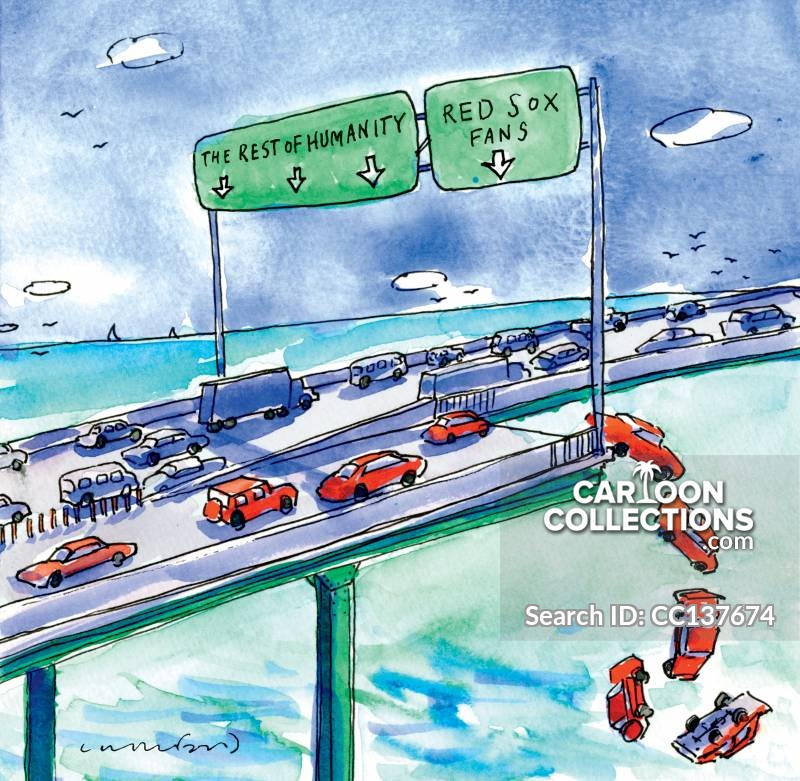 THE REST OF HUMANITY
RED SOX
FANS
CARTOON
COLLECTIONS
.com
Search ID: CC137674